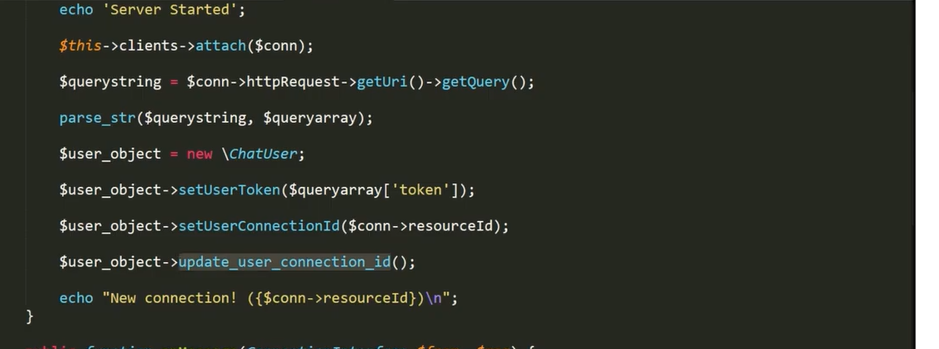 echo 'Server Started';
$this->clients->attach($conn);
$querystring = $conn->httpRequest->getUri()->getQuery();
parse_str($querystring, $queryarray);
$user_object = new \ChatUser;
$user_object->setUserToken($queryarray['token']);
$user_object->setUserConnectionId($conn->resourceId);
$user_object->update_user_connection_id();
echo "New connection! ({$conn->resourceId})\n";
}